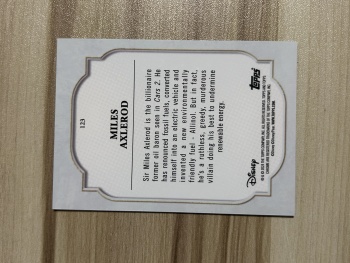 123
MILES
AXLEROD
Sir Miles Axlerod is the billionaire
former oil baron seen in Cars 2. He
has renounced fossil fuels, converted
himself into an electric vehicle and
invented a new environmentally
friendly fuel - Allinol. But in fact,
he's a ruthless, greedy, murderous
villain doing his best to undermine
renewable energy.
Disney
Topps